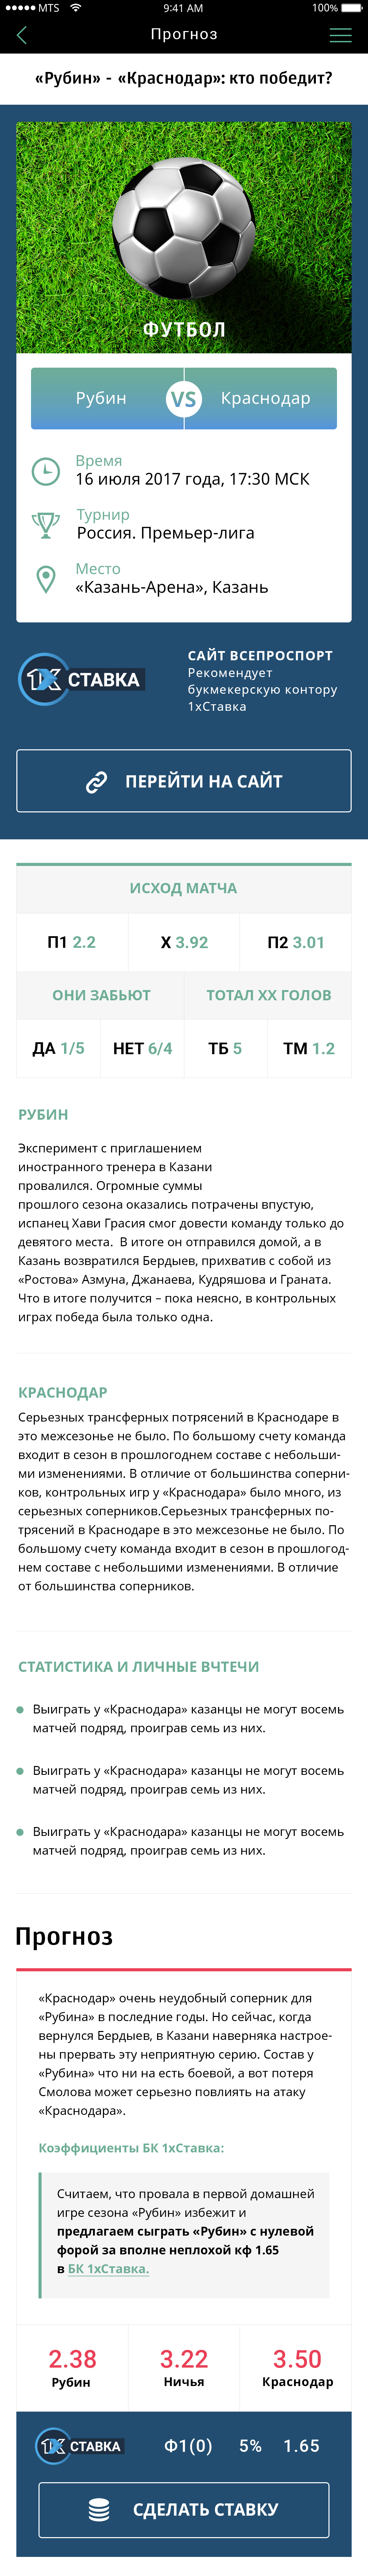 MTS 9:41 AM 100%
Прогноз
«Рубин» - «Краснодар»: кто победит?
ФУТБОЛ
Рубин VS Краснодар
Время
16 июля 2017 года, 17:30 МСК
Турнир
Россия. Премьер-лига
Место
«Казань-Арена», Казань
1X СТАВКА
САЙТ ВСЕПРОСПОРТ
Рекомендует
букмекерскую контору
1хСтавка
ПЕРЕЙТИ НА САЙТ
ИСХОД МАТЧА
П1 2.2 X 3.92 П2 3.01
ОНИ ЗАБЬЮТ ТОТАЛ ХХ ГОЛОВ
ДА 1/5 НЕТ 6/4 ТБ 5 ТМ 1.2
РУБИН
Эксперимент с приглашением
иностранного тренера в Казани
провалился. Огромные суммы
прошлого сезона оказались потрачены впустую,
испанец Хави Грасия смог довести команду только до
девятого места.  В итоге он отправился домой, а в
Казань возвратился Бердыев, прихватив с собой из
«Ростова» Азмуна, Джанаева, Кудряшова и Граната.
Что в итоге получится – пока неясно, в контрольных
играх победа была только одна.
КРАСНОДАР
Серьезных трансферных потрясений в Краснодаре в
это межсезонье не было. По большому счету команда
входит в сезон в прошлогоднем составе с небольши-
ми изменениями. В отличие от большинства соперни-
ков, контрольных игр у «Краснодара» было много, из
серьезных соперников.Серьезных трансферных по-
трясений в Краснодаре в это межсезонье не было. По
большому счету команда входит в сезон в прошлогод-
нем составе с небольшими изменениями. В отличие
от большинства соперников.
СТАТИСТИКА И ЛИЧНЫЕ ВЧТЕЧИ
Выиграть у «Краснодара» казанцы не могут восемь
матчей подряд, проиграв семь из них.
Выиграть у «Краснодара» казанцы не могут восемь
матчей подряд, проиграв семь из них.
Выиграть у «Краснодара» казанцы не могут восемь
матчей подряд, проиграв семь из них.
Прогноз
«Краснодар» очень неудобный соперник для
«Рубина» в последние годы. Но сейчас, когда
вернулся Бердыев, в Казани наверняка настрое-
ны прервать эту неприятную серию. Состав у
«Рубина» что ни на есть боевой, а вот потеря
Смолова может серьезно повлиять на атаку
«Краснодара».
Коэффициенты БК 1хСтавка:
Считаем, что провала в первой домашней
игре сезона «Рубин» избежит и
предлагаем сыграть «Рубин» с нулевой
форой за вполне неплохой кф 1.65
в БК 1хСтавка.
2.38 3.22 3.50
Рубин Ничья Краснодар
1X СТАВКА Ф1(0) 5% 1.65
СДЕЛАТЬ СТАВКУ